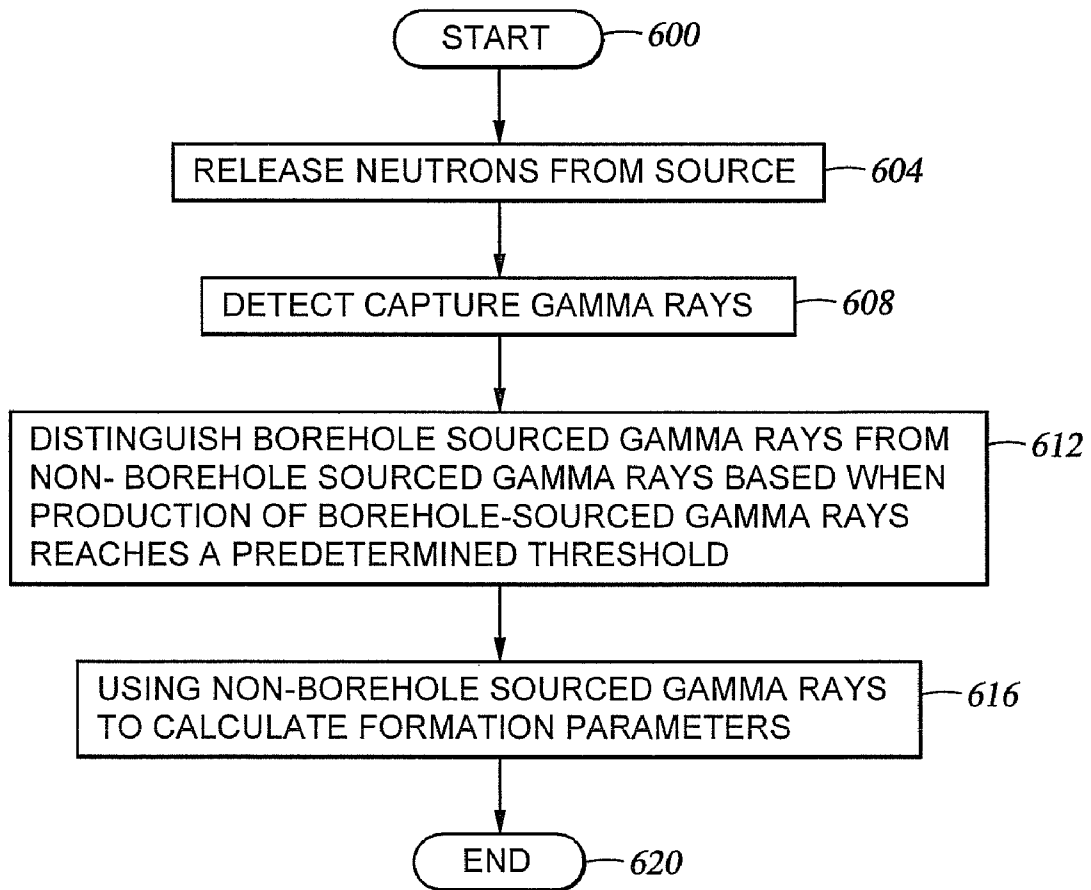 START 600
RELEASE NEUTRONS FROM SOURCE 604
DETECT CAPTURE GAMMA RAYS 608
DISTINGUISH BOREHOLE SOURCED GAMMA RAYS FROM 612
NON- BOREHOLE SOURCED GAMMA RAYS BASED WHEN
PRODUCTION OF BOREHOLE-SOURCED GAMMA RAYS
REACHES A PREDETERMINED THRESHOLD
USING NON-BOREHOLE SOURCED GAMMA RAYS 616
TO CALCULATE FORMATION PARAMETERS
END 620